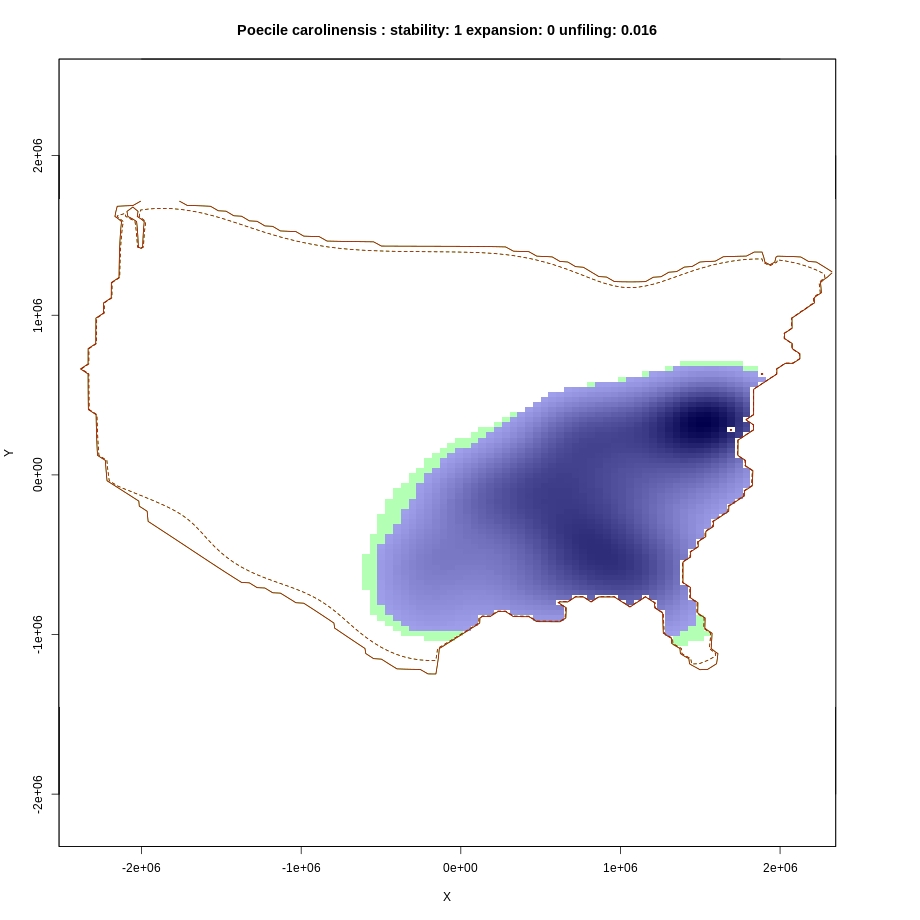 Poecile carolinensis : stability: 1 expansion: 0 unfiling: 0.016
2e+06
1e+06
0e+00
-1e+06
-2e+06
Y
-2e+06 -1e+06 0e+00 1e+06 2e+06
X